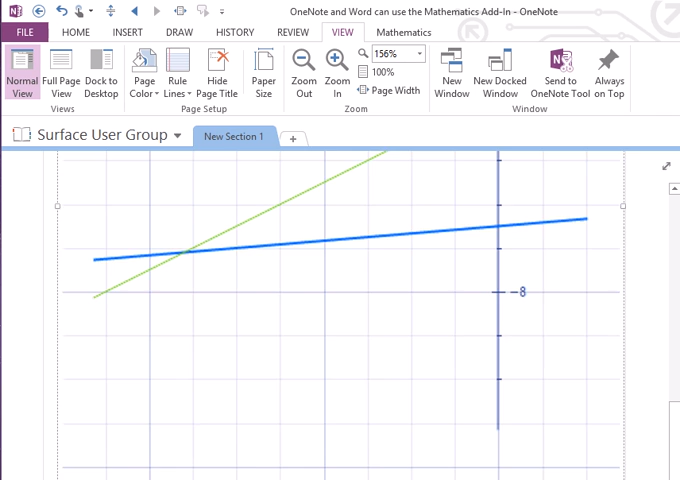 OneNote and Word can use the Mathematics Add-In - OneNote
FILE HOME INSERT DRAW HISTORY REVIEW VIEW Mathematics
Normal View
Full Page View
Dock to Desktop
Views
Page Color
Rule Lines
Hide Page Title
Paper Size
Page Setup
Zoom Out
Zoom In
156%
100%
Page Width
Zoom
New Window
New Docked Window
Send to OneNote Tool
Always on Top
Window
Surface User Group
New Section 1
+
-8